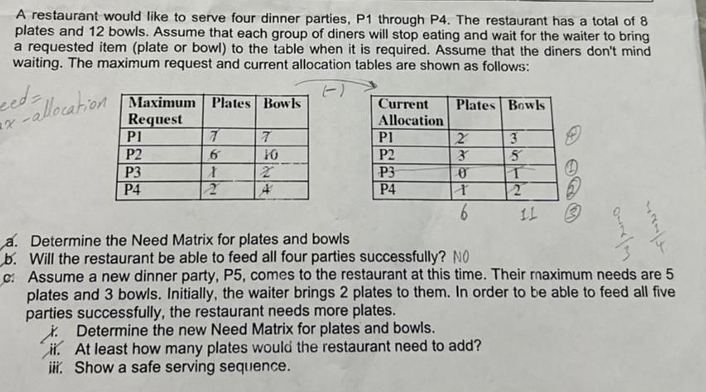 A restaurant would like to serve four dinner parties, P1 through P4. The restaurant has a total of 8
plates and 12 bowls. Assume that each group of diners will stop eating and wait for the waiter to bring
a requested item (plate or bowl) to the table when it is required. Assume that the diners don't mind
waiting. The maximum request and current allocation tables are shown as follows:
(-)
eed=
ax-allocation
Maximum Request Plates Bowls
P1 7 7
P2 6 10
P3 1 2
P4 2 4
Current Allocation Plates Bowls
P1 2 3 ④
P2 3 5
P3 0 1 ①
P4 1 2 ②
6 11 ③
a. Determine the Need Matrix for plates and bowls
b. Will the restaurant be able to feed all four parties successfully? NO
c. Assume a new dinner party, P5, comes to the restaurant at this time. Their maximum needs are 5
plates and 3 bowls. Initially, the waiter brings 2 plates to them. In order to be able to feed all five
parties successfully, the restaurant needs more plates.
i. Determine the new Need Matrix for plates and bowls.
ii. At least how many plates would the restaurant need to add?
iii. Show a safe serving sequence.